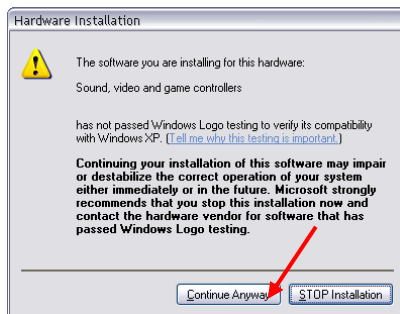 Hardware Installation
The software you are installing for this hardware:
Sound, video and game controllers
has not passed Windows Logo testing to verify its compatibility
with Windows XP. (Tell me why this testing is important.)
Continuing your installation of this software may impair
or destabilize the correct operation of your system
either immediately or in the future. Microsoft strongly
recommends that you stop this installation now and
contact the hardware vendor for software that has
passed Windows Logo testing.
Continue Anyway STOP Installation